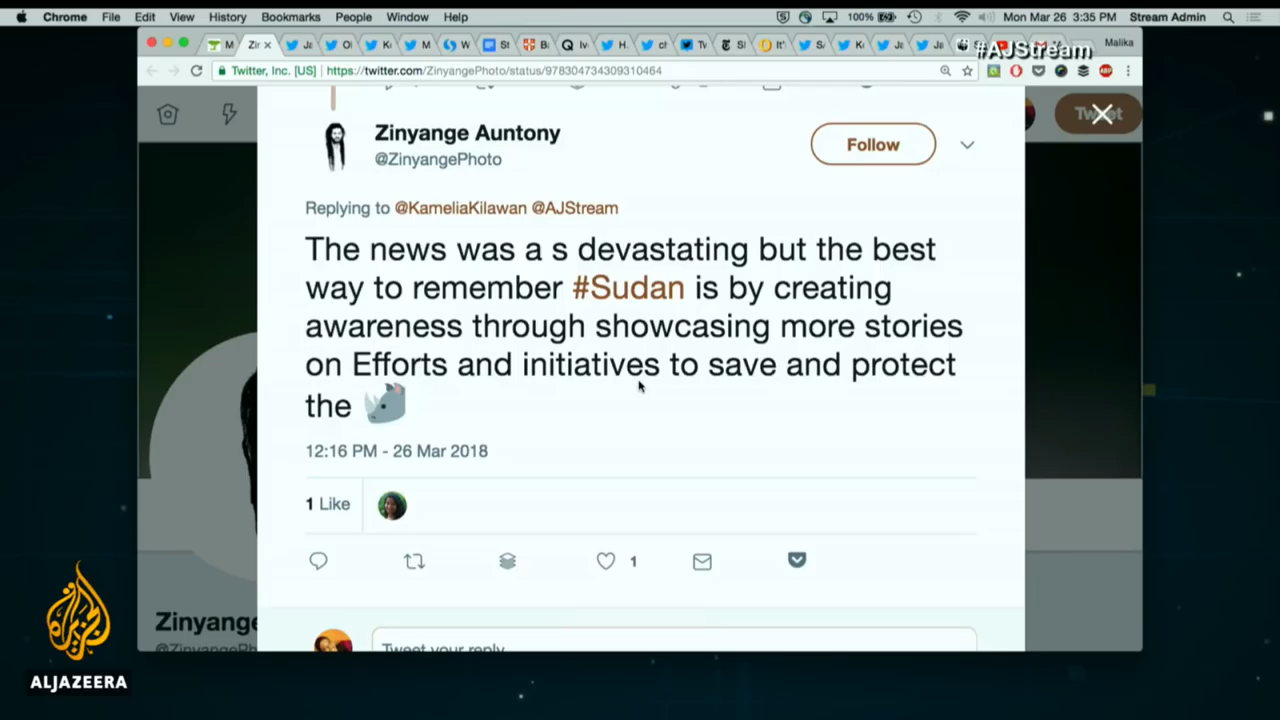 Chrome File Edit View History Bookmarks People Window Help 100% Mon Mar 26 3:35 PM Stream Admin
#AJStream
Malika
Twitter, Inc. [US] https://twitter.com/ZinyangePhoto/status/978304734309310464
Tweet
Zinyange Auntony
@ZinyangePhoto
Follow
Replying to @KameliaKilawan @AJStream
The news was a s devastating but the best
way to remember #Sudan is by creating
awareness through showcasing more stories
on Efforts and initiatives to save and protect
the
12:16 PM - 26 Mar 2018
1 Like
1
Zinyange
@ZinyangePh
Tweet your reply
ALJAZEERA